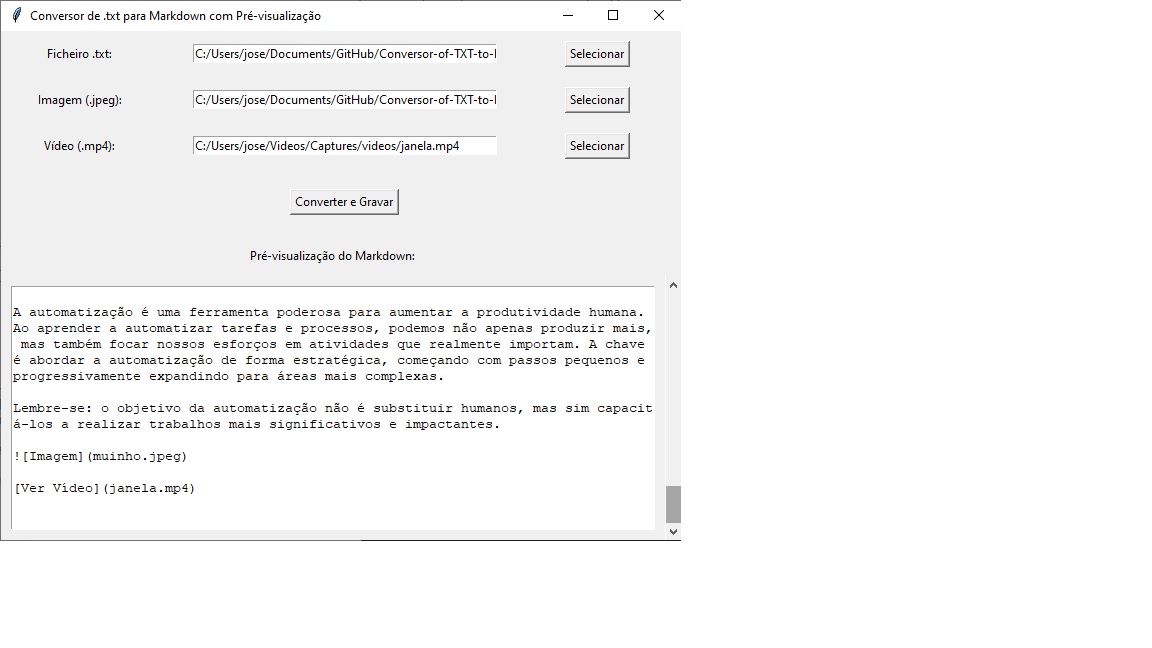 Conversor de .txt para Markdown com Pré-visualização
Ficheiro .txt: C:/Users/jose/Documents/GitHub/Conversor-of-TXT-to- Selecionar
Imagem (.jpeg): C:/Users/jose/Documents/GitHub/Conversor-of-TXT-to- Selecionar
Vídeo (.mp4): C:/Users/jose/Videos/Captures/videos/janela.mp4 Selecionar
Converter e Gravar
Pré-visualização do Markdown:
A automatização é uma ferramenta poderosa para aumentar a produtividade humana.
Ao aprender a automatizar tarefas e processos, podemos não apenas produzir mais,
mas também focar nossos esforços em atividades que realmente importam. A chave
é abordar a automatização de forma estratégica, começando com passos pequenos e
progressivamente expandindo para áreas mais complexas.
Lembre-se: o objetivo da automatização não é substituir humanos, mas sim capacit
á-los a realizar trabalhos mais significativos e impactantes.
![Imagem](muinho.jpeg)
[Ver Vídeo](janela.mp4)